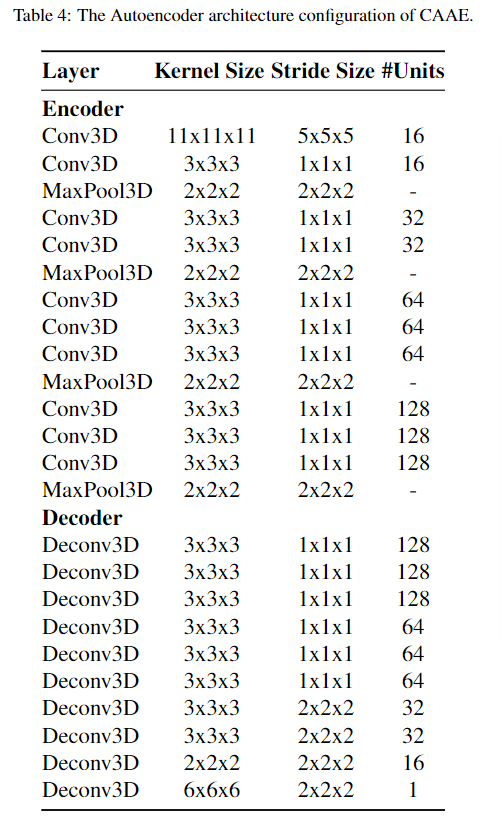 Table 4: The Autoencoder architecture configuration of CAAE.
Layer Kernel Size Stride Size #Units
Encoder
Conv3D 11x11x11 5x5x5 16
Conv3D 3x3x3 1x1x1 16
MaxPool3D 2x2x2 2x2x2 -
Conv3D 3x3x3 1x1x1 32
Conv3D 3x3x3 1x1x1 32
MaxPool3D 2x2x2 2x2x2 -
Conv3D 3x3x3 1x1x1 64
Conv3D 3x3x3 1x1x1 64
Conv3D 3x3x3 1x1x1 64
MaxPool3D 2x2x2 2x2x2 -
Conv3D 3x3x3 1x1x1 128
Conv3D 3x3x3 1x1x1 128
Conv3D 3x3x3 1x1x1 128
MaxPool3D 2x2x2 2x2x2 -
Decoder
Deconv3D 3x3x3 1x1x1 128
Deconv3D 3x3x3 1x1x1 128
Deconv3D 3x3x3 1x1x1 128
Deconv3D 3x3x3 1x1x1 64
Deconv3D 3x3x3 1x1x1 64
Deconv3D 3x3x3 1x1x1 64
Deconv3D 3x3x3 2x2x2 32
Deconv3D 3x3x3 2x2x2 32
Deconv3D 2x2x2 2x2x2 16
Deconv3D 6x6x6 2x2x2 1